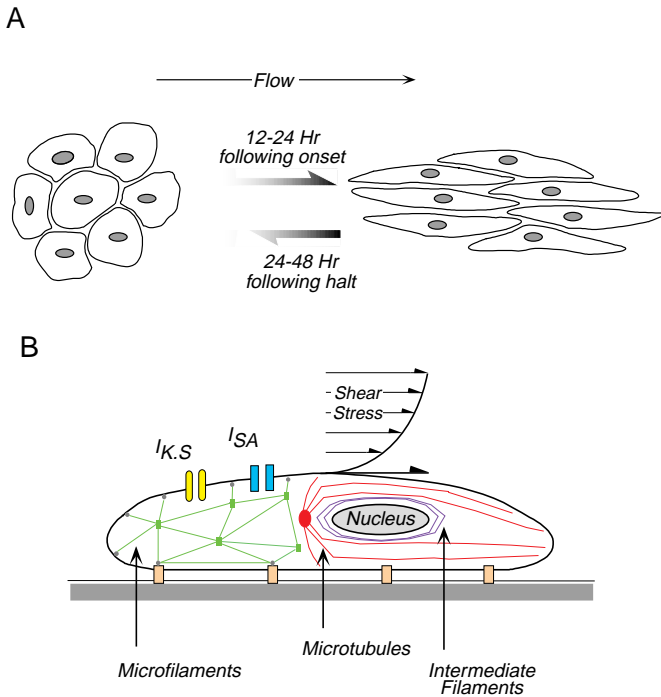 A
Flow
12-24 Hr
following onset
24-48 Hr
following halt
B
Shear
Stress
I_K.S
I_SA
Nucleus
Microfilaments
Microtubules
Intermediate
Filaments